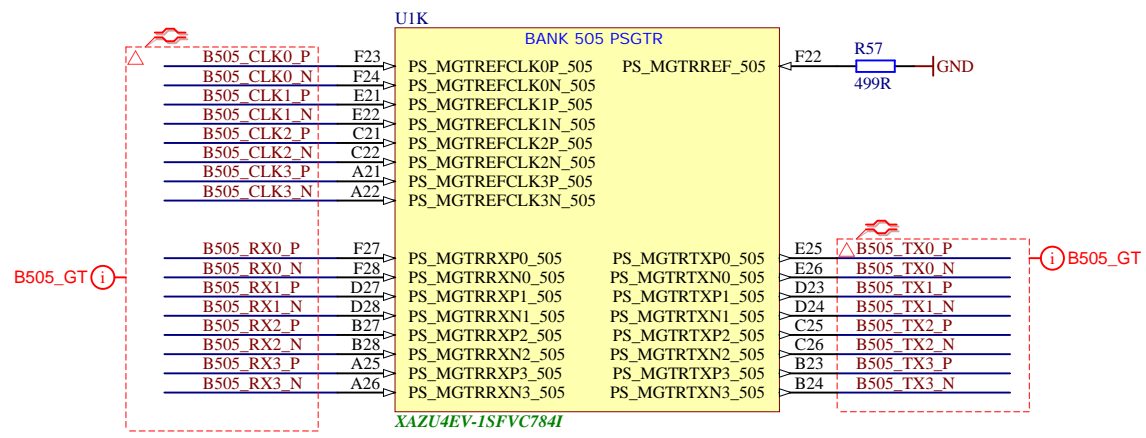 U1K
BANK 505 PSGTR
B505_CLK0_P F23 PS_MGTREFCLK0P_505 PS_MGTRREF_505 F22 R57 499R GND
B505_CLK0_N F24 PS_MGTREFCLK0N_505
B505_CLK1_P E21 PS_MGTREFCLK1P_505
B505_CLK1_N E22 PS_MGTREFCLK1N_505
B505_CLK2_P C21 PS_MGTREFCLK2P_505
B505_CLK2_N C22 PS_MGTREFCLK2N_505
B505_CLK3_P A21 PS_MGTREFCLK3P_505
B505_CLK3_N A22 PS_MGTREFCLK3N_505
B505_RX0_P F27 PS_MGTRRXP0_505 PS_MGTRTXP0_505 E25 B505_TX0_P
B505_GT i B505_RX0_N F28 PS_MGTRRXN0_505 PS_MGTRTXN0_505 E26 B505_TX0_N i B505_GT
B505_RX1_P D27 PS_MGTRRXP1_505 PS_MGTRTXP1_505 D23 B505_TX1_P
B505_RX1_N D28 PS_MGTRRXN1_505 PS_MGTRTXN1_505 D24 B505_TX1_N
B505_RX2_P B27 PS_MGTRRXP2_505 PS_MGTRTXP2_505 C25 B505_TX2_P
B505_RX2_N B28 PS_MGTRRXN2_505 PS_MGTRTXN2_505 C26 B505_TX2_N
B505_RX3_P A25 PS_MGTRRXP3_505 PS_MGTRTXP3_505 B23 B505_TX3_P
B505_RX3_N A26 PS_MGTRRXN3_505 PS_MGTRTXN3_505 B24 B505_TX3_N
XAZU4EV-1SFVC784I